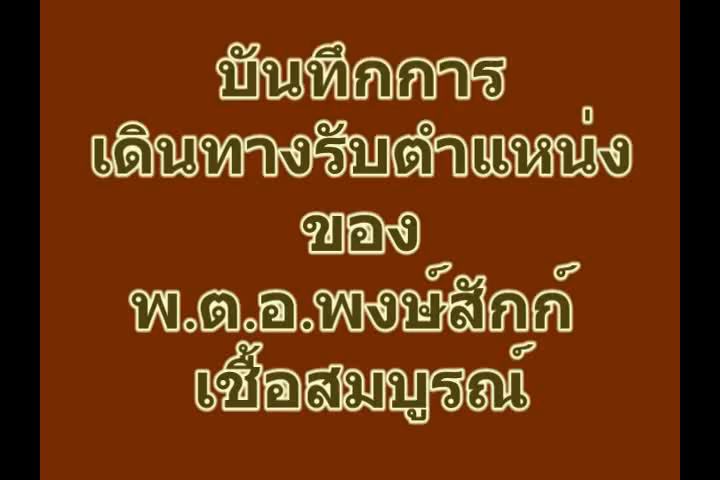 บันทึกการ
เดินทางรับตำแหน่ง
ของ
พ.ต.อ.พงษ์สักก์
เชื้อสมบูรณ์